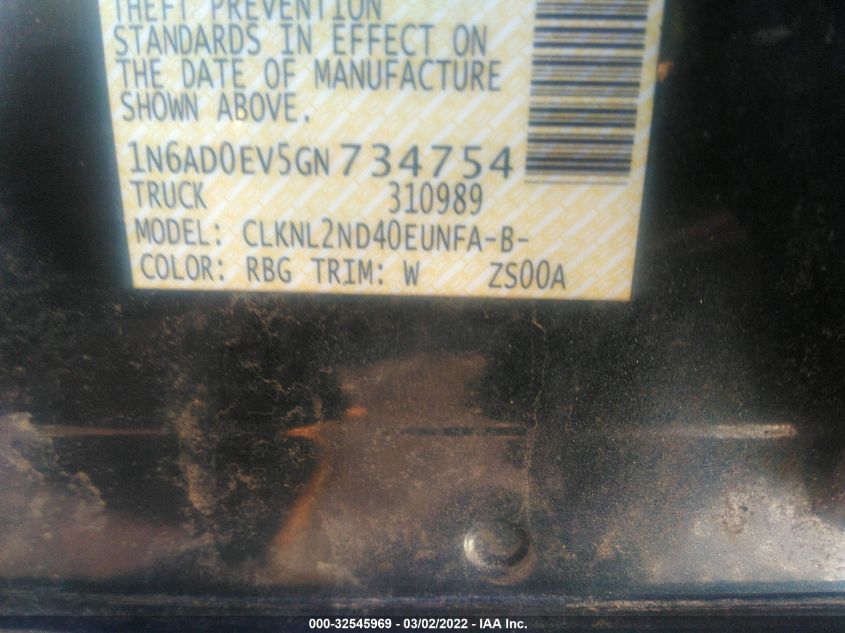 THEFT PREVENTION
STANDARDS IN EFFECT ON
THE DATE OF MANUFACTURE
SHOWN ABOVE.
1N6AD0EV5GN734754
TRUCK 310989
MODEL: CLKNL2ND40EUNFA-B-
COLOR: RBG TRIM: W ZS00A
000-32545969 - 03/02/2022 - IAA Inc.